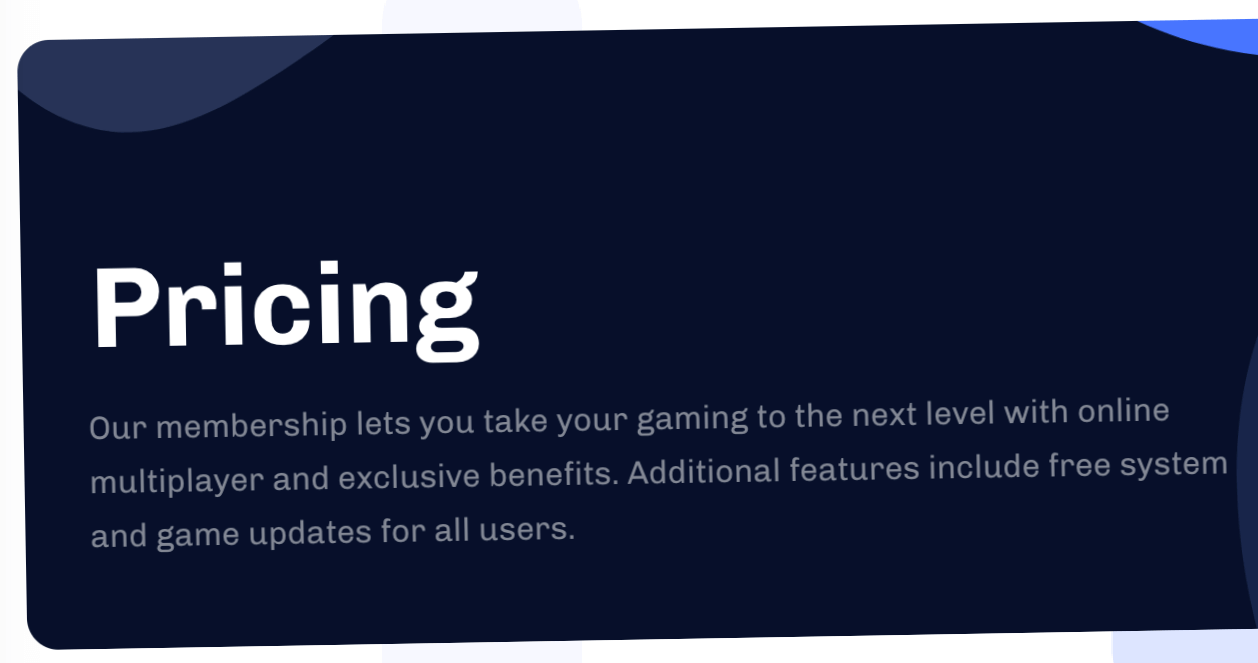 Pricing
Our membership lets you take your gaming to the next level with online
multiplayer and exclusive benefits. Additional features include free system
and game updates for all users.